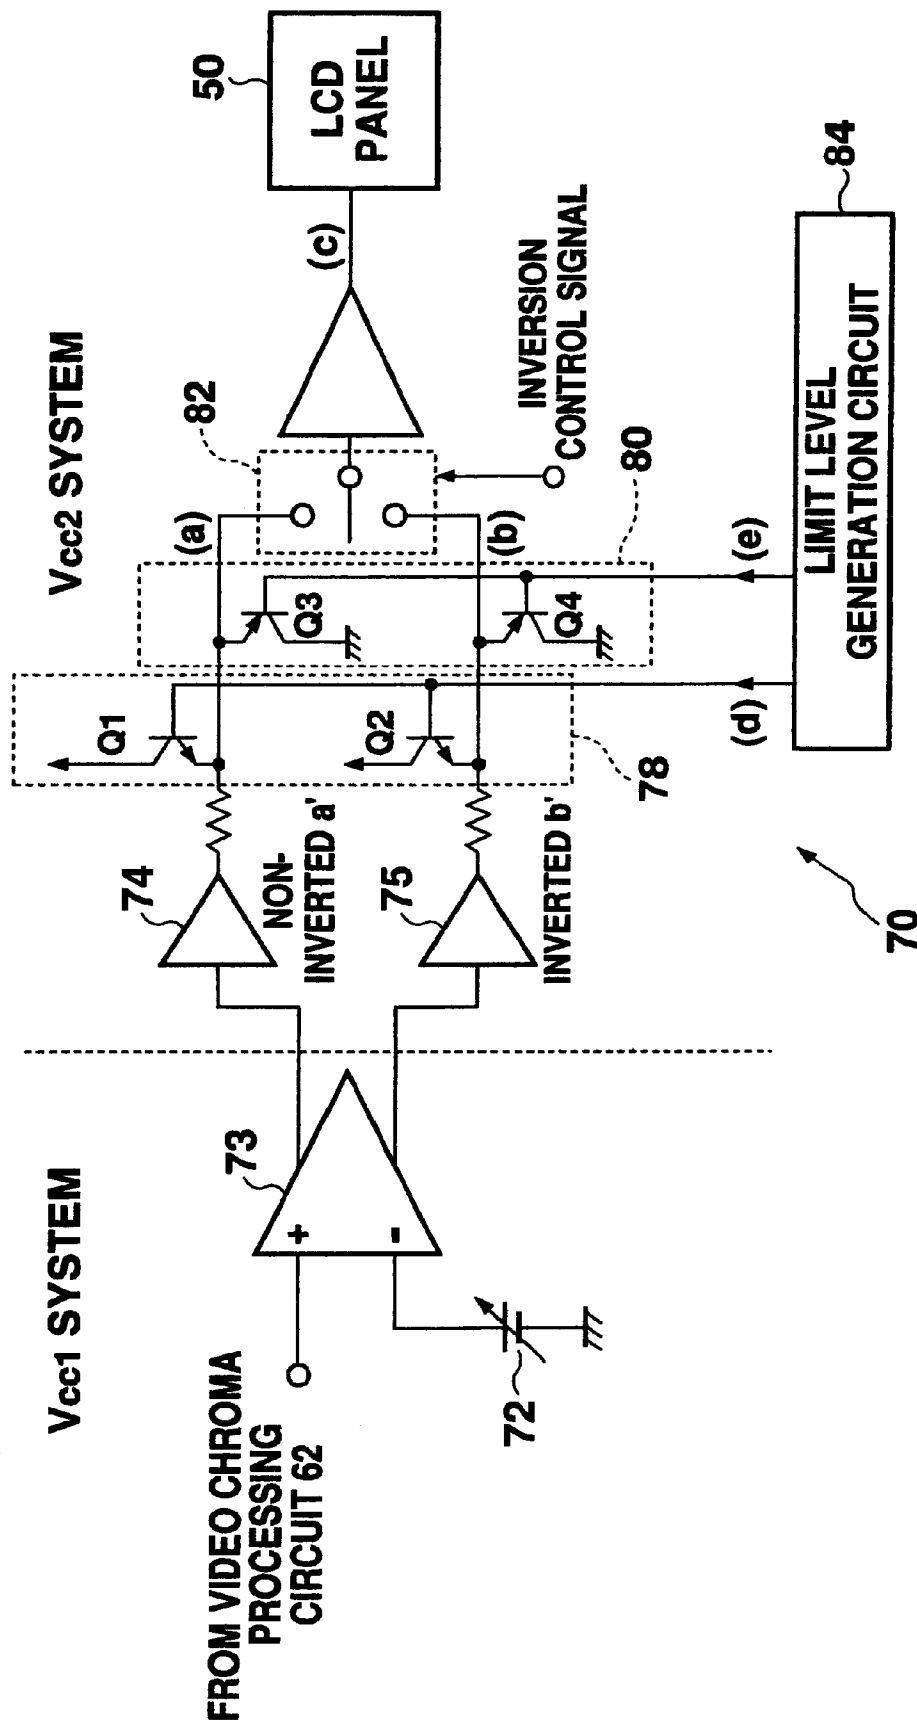 Vcc1 SYSTEM
Vcc2 SYSTEM
FROM VIDEO CHROMA
PROCESSING
CIRCUIT 62
72
73
+
-
74
NON-
INVERTED a'
75
INVERTED b'
Q1
Q2
78
Q3
Q4
80
(a)
(b)
82
INVERSION
CONTROL SIGNAL
(c)
50
LCD
PANEL
(d)
(e)
LIMIT LEVEL
GENERATION CIRCUIT
84
70